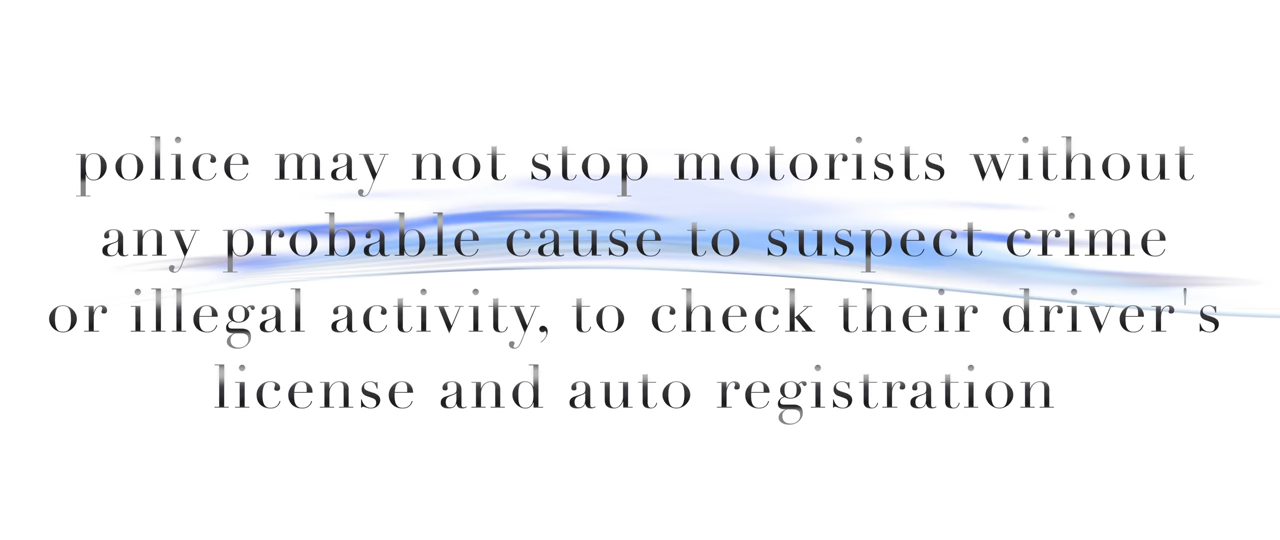 police may not stop motorists without
any probable cause to suspect crime
or illegal activity, to check their driver's
license and auto registration